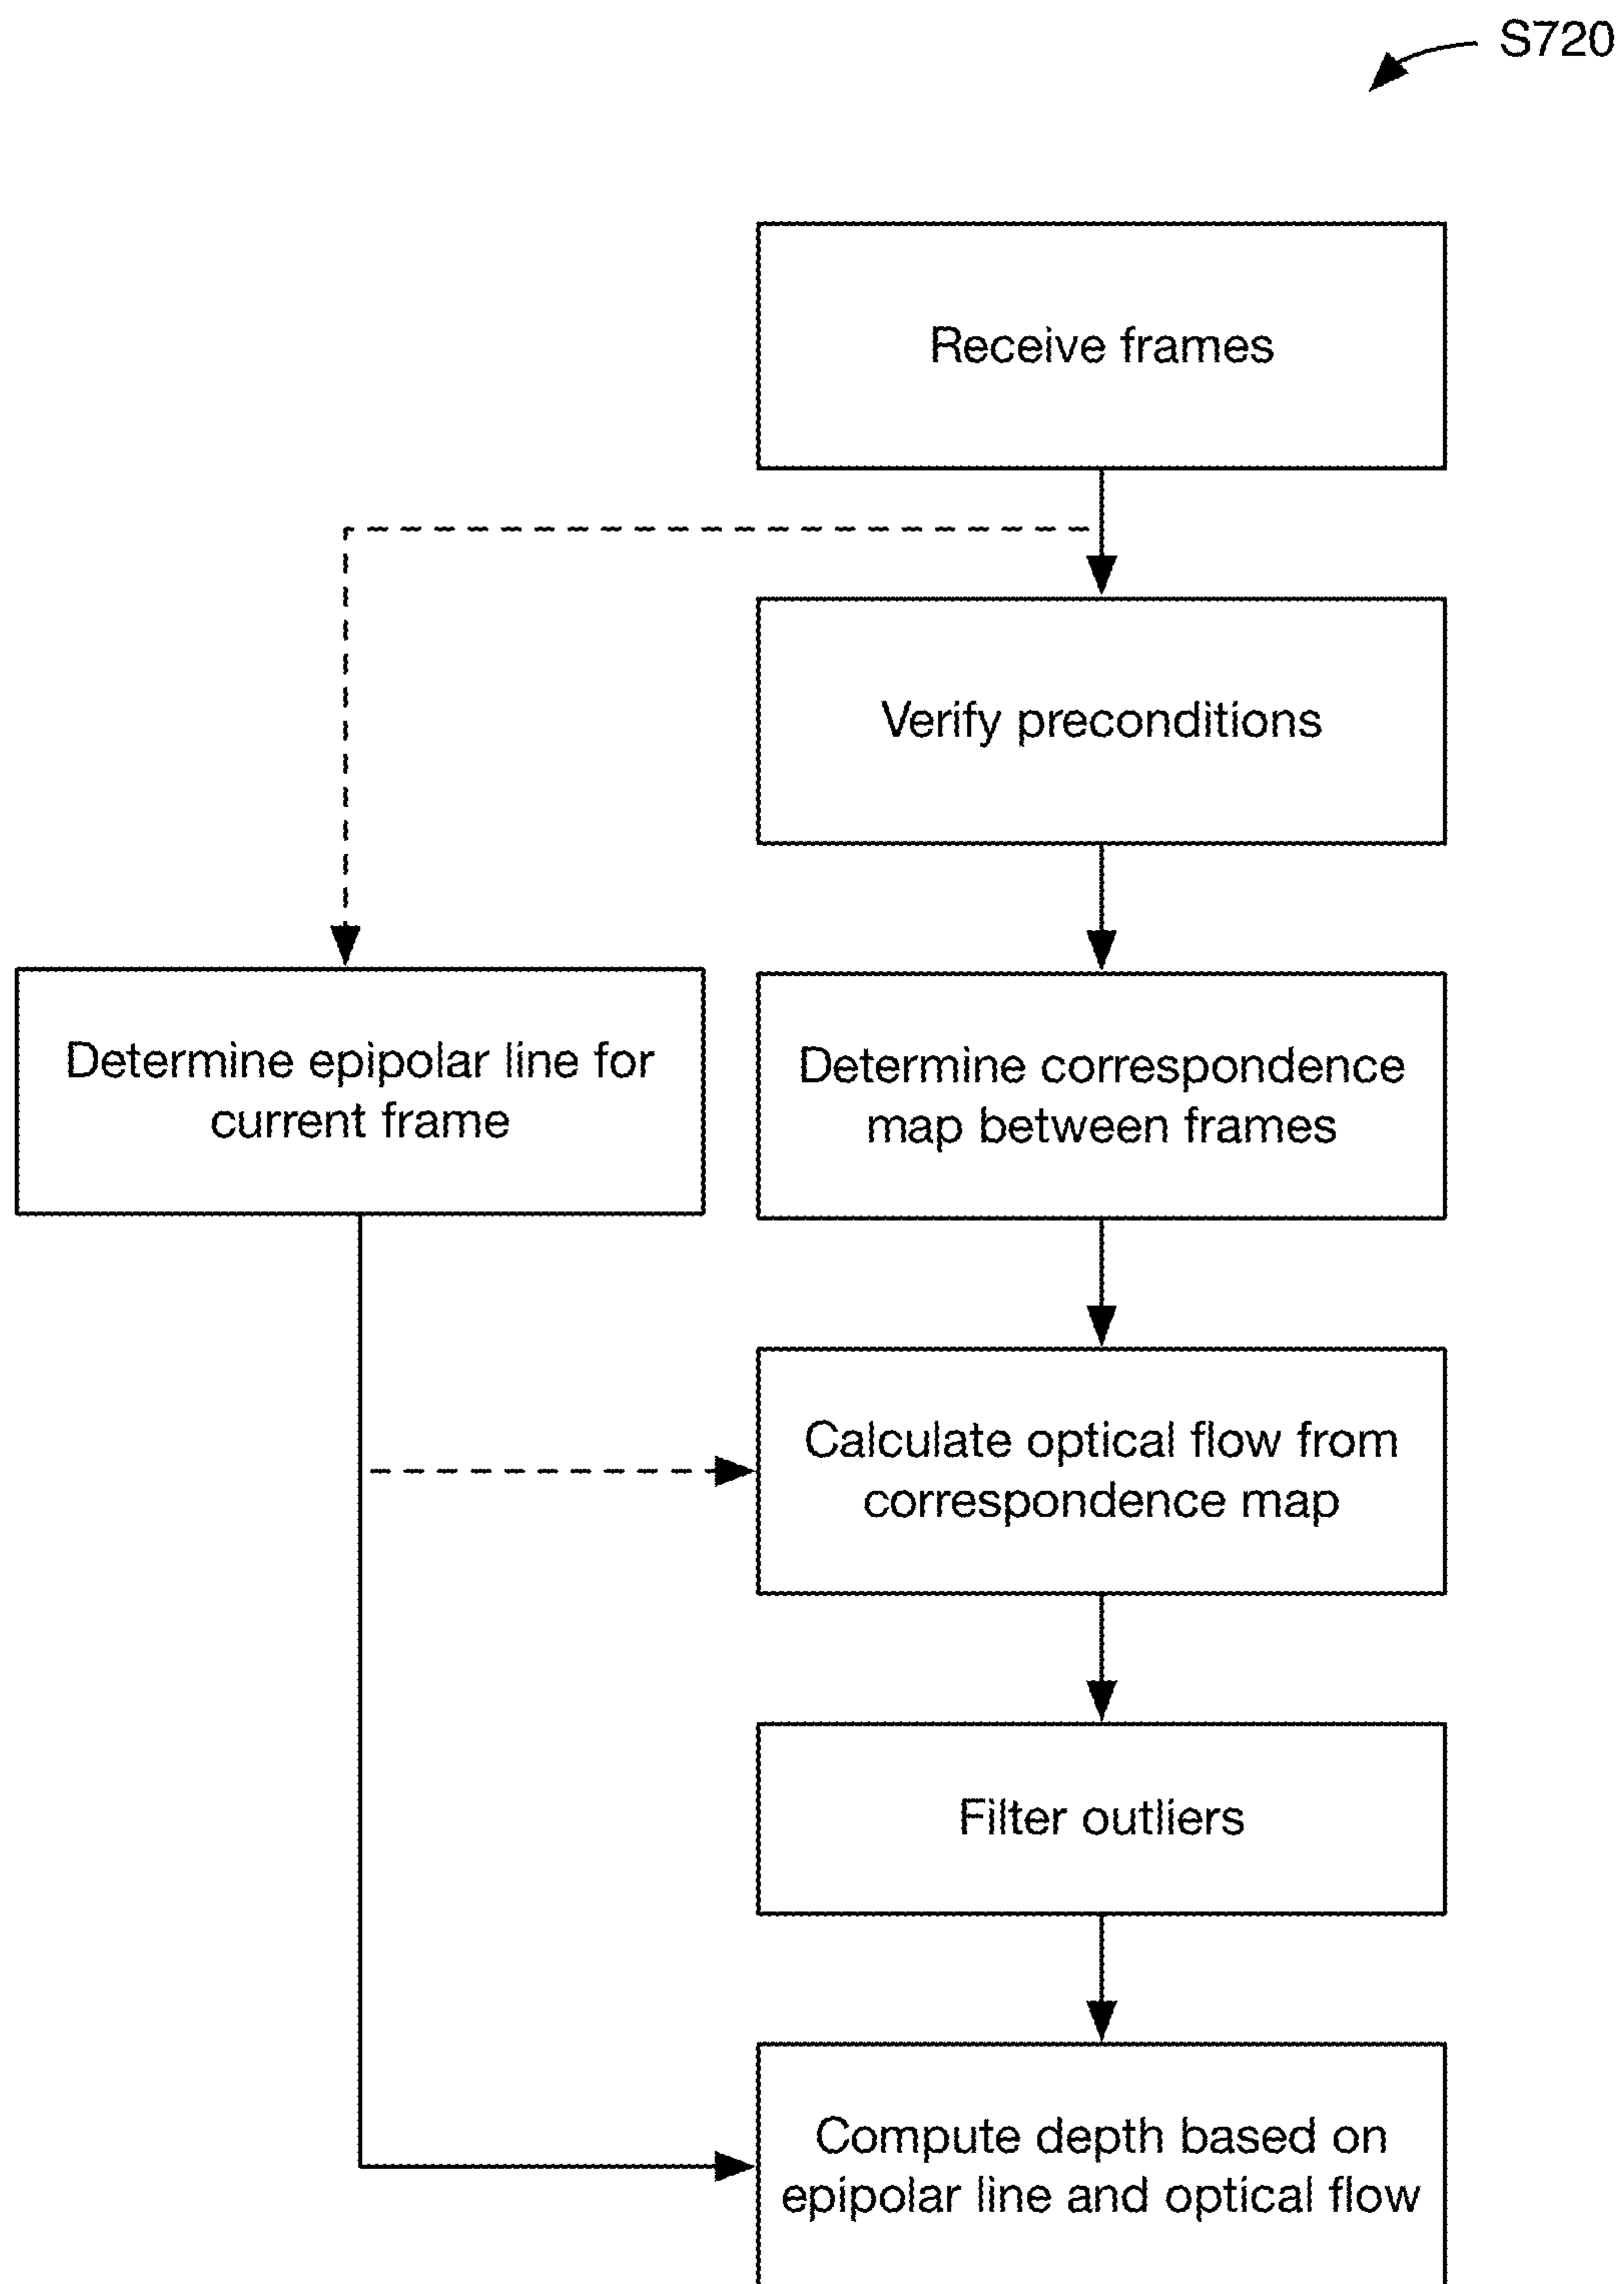 S720
Receive frames
Verify preconditions
Determine epipolar line for
current frame
Determine correspondence
map between frames
Calculate optical flow from
correspondence map
Filter outliers
Compute depth based on
epipolar line and optical flow